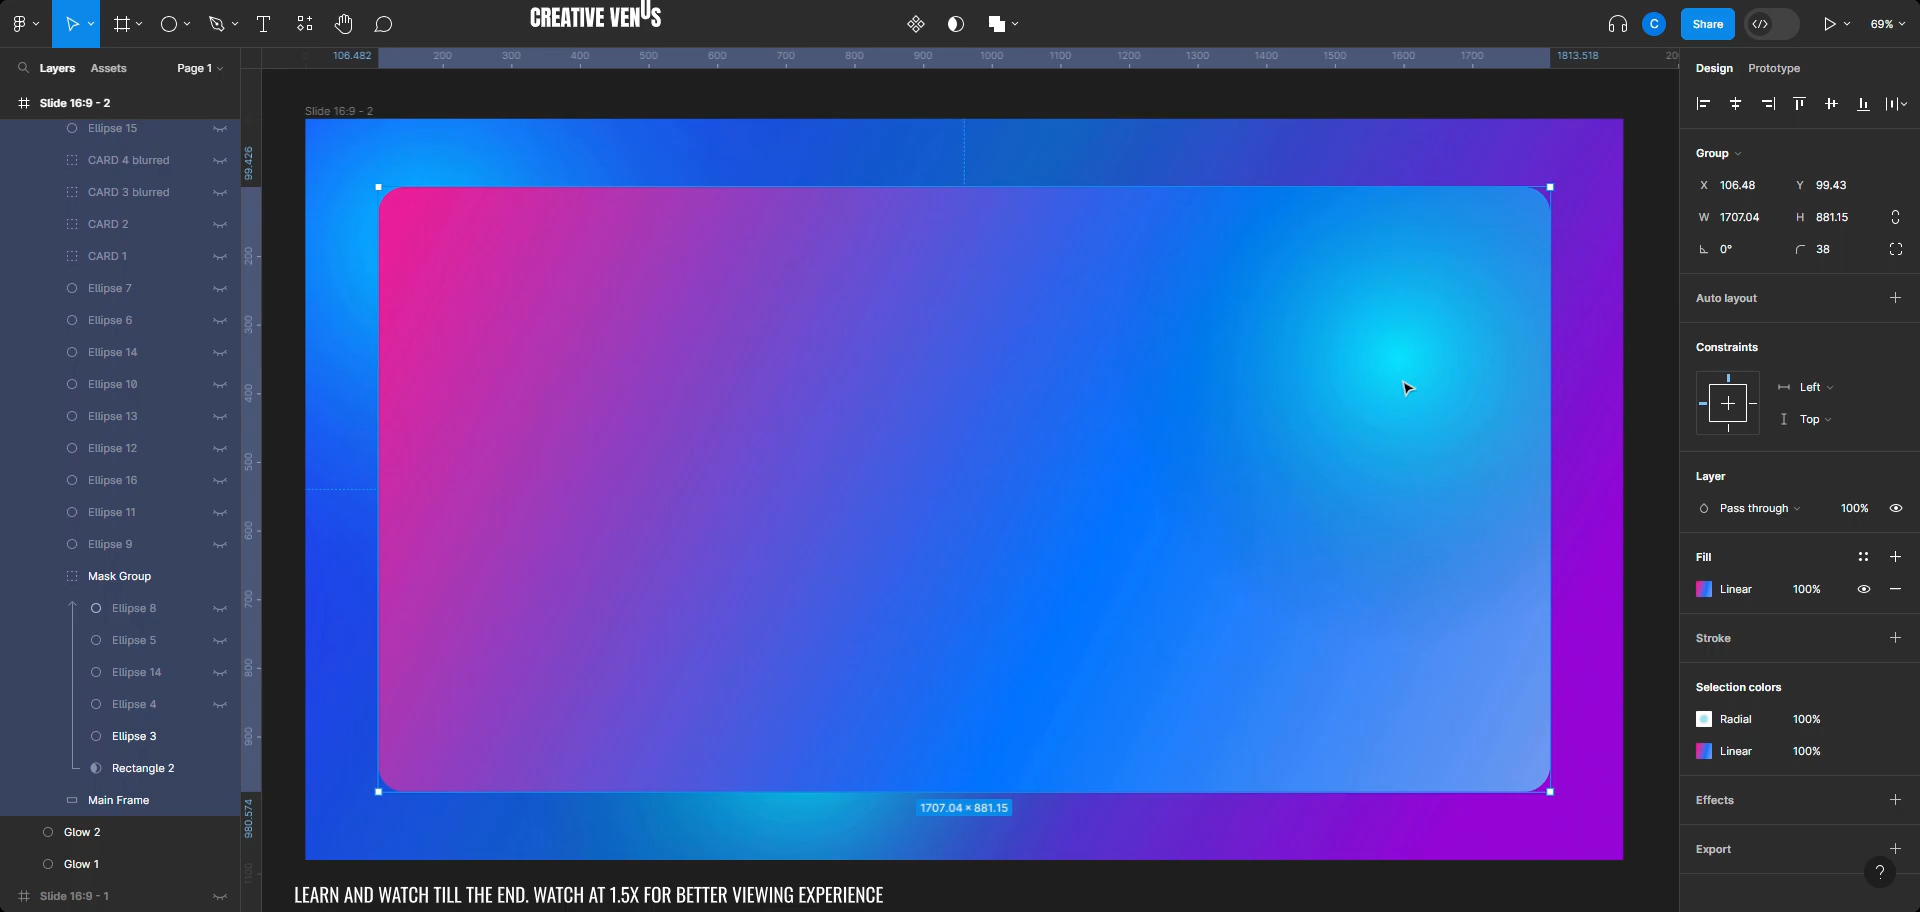 CREATIVE VENUS
C
Share
69%
Layers
Assets
Page 1
Slide 16:9 - 2
Ellipse 15
CARD 4 blurred
CARD 3 blurred
CARD 2
CARD 1
Ellipse 7
Ellipse 6
Ellipse 14
Ellipse 10
Ellipse 13
Ellipse 12
Ellipse 16
Ellipse 11
Ellipse 9
Mask Group
Ellipse 8
Ellipse 5
Ellipse 14
Ellipse 4
Ellipse 3
Rectangle 2
Main Frame
Glow 2
Glow 1
Slide 16:9 - 1
106.482
200
300
400
500
600
700
800
900
1000
1100
1200
1300
1400
1500
1600
1700
1813.518
99.426
200
300
400
500
600
700
800
900
980.574
1100
Slide 16:9 - 2
1707.04 × 881.15
LEARN AND WATCH TILL THE END. WATCH AT 1.5X FOR BETTER VIEWING EXPERIENCE
Design
Prototype
Group
X 106.48 Y 99.43
W 1707.04 H 881.15
0° 38
Auto layout
Constraints
Left
Top
Layer
Pass through 100%
Fill
Linear 100%
Stroke
Selection colors
Radial 100%
Linear 100%
Effects
Export
?